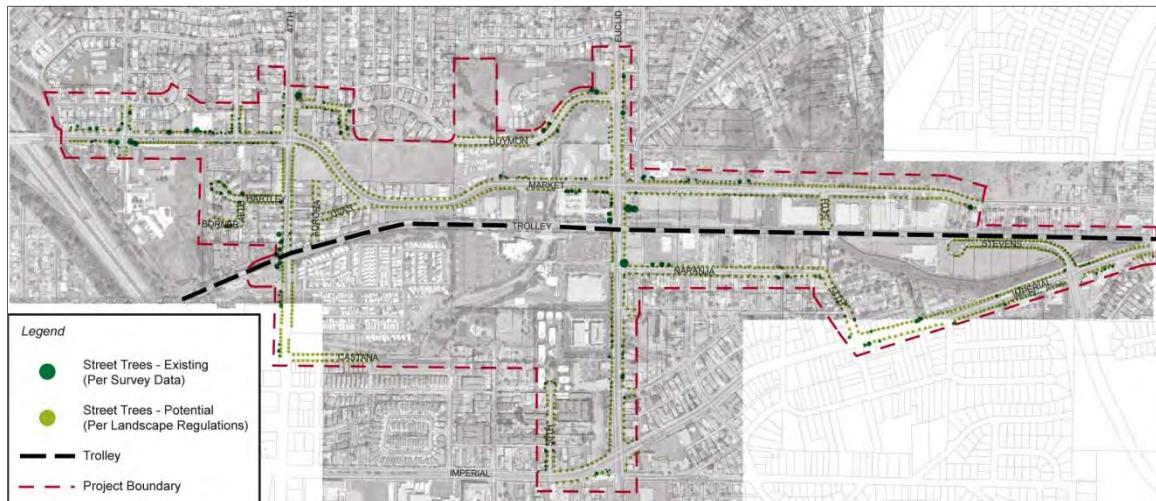 47TH
EUCLID
GUYMON
MARKET
HARTLEY
BORNER
TROLLEY
STEVENS
NARANJA
IMPERIAL
CASTANA
IMPERIAL
Legend
Street Trees - Existing
(Per Survey Data)
Street Trees - Potential
(Per Landscape Regulations)
Trolley
Project Boundary